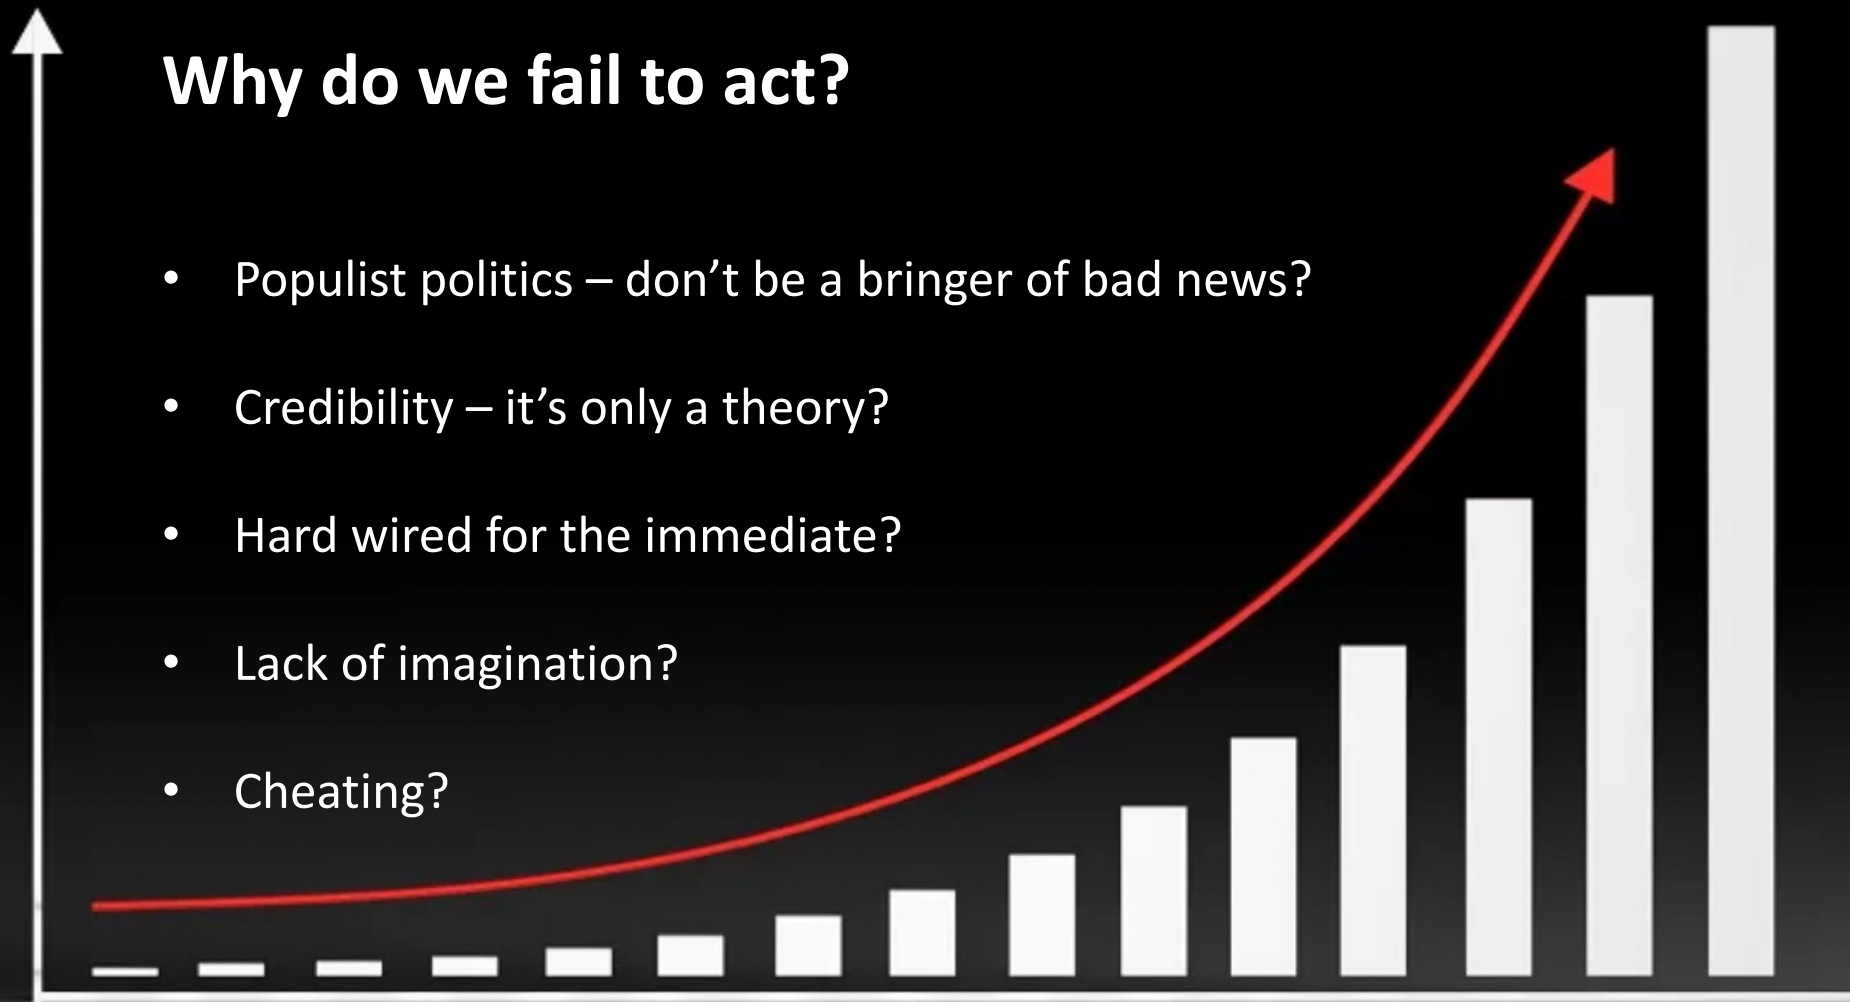 Why do we fail to act?
• Populist politics – don’t be a bringer of bad news?
• Credibility – it’s only a theory?
• Hard wired for the immediate?
• Lack of imagination?
• Cheating?